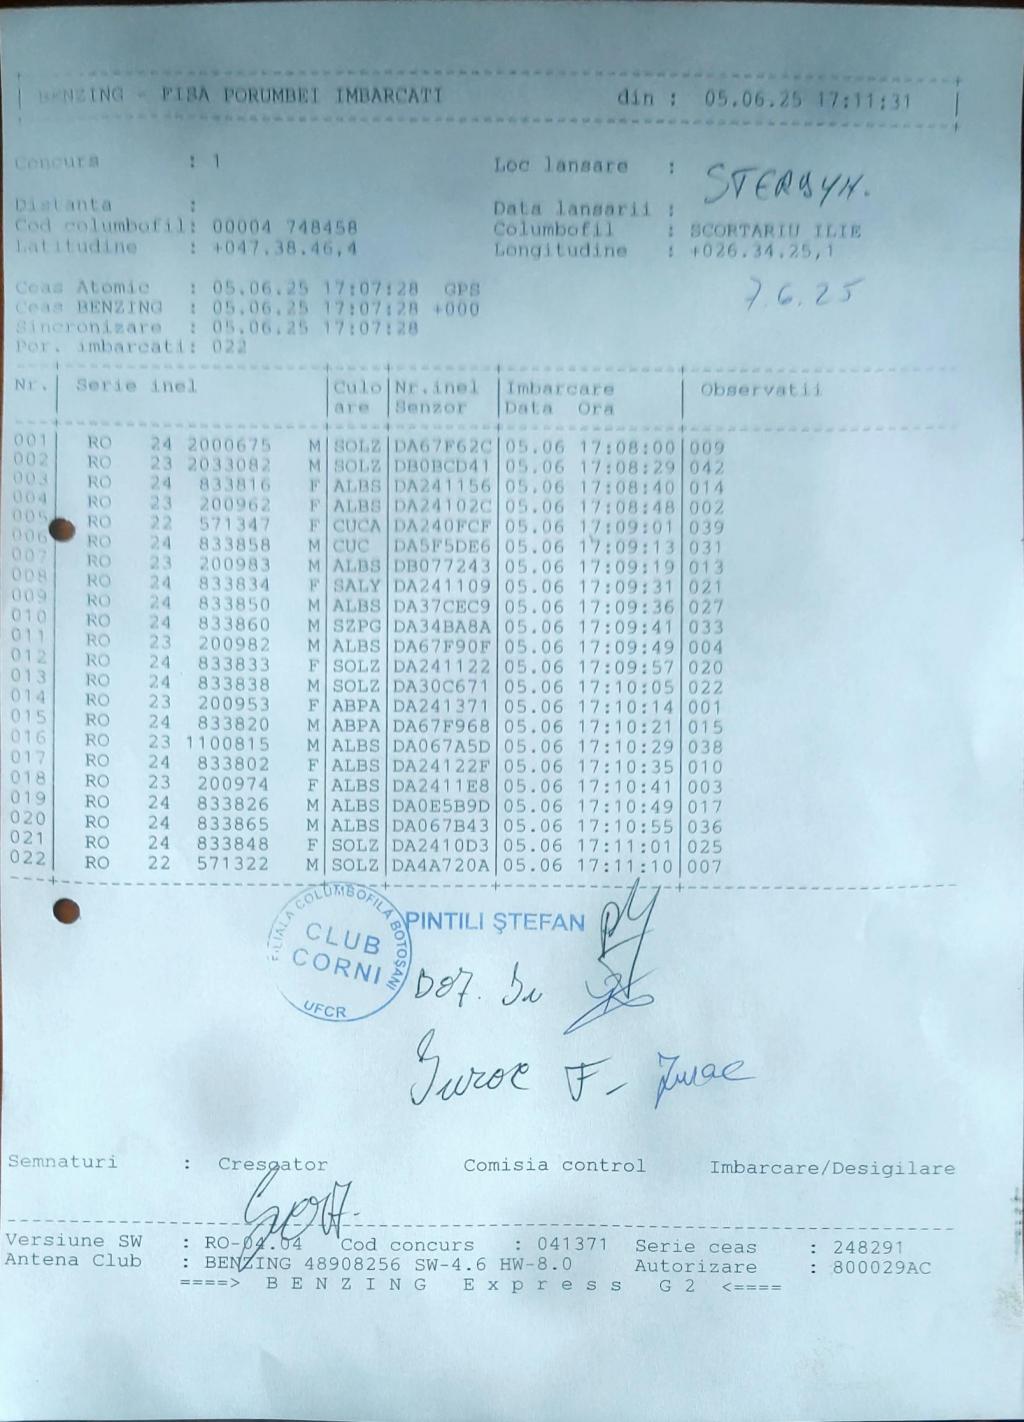 BENZING - FISA PORUMBEI IMBARCATI din : 05.06.25 17:11:31
Concurs : 1 Loc lansare :
Distanta : Data lansarii :
Cod columbofil: 00004 748458 Columbofil : SCORTARIU ILIE
Latitudine : +047.38.46,4 Longitudine : +026.34.25,1
7.6.25
Ceas Atomic : 05.06.25 17:07:28 GPS
Ceas BENZING : 05.06.25 17:07:28 +000
Sincronizare : 05.06.25 17:07:28
Por. imbarcati: 022
Nr. Serie inel Culo Nr.inel Imbarcare Observatii
are Senzor Data Ora
001 RO 24 2000675 M SOLZ DA67F62C 05.06 17:08:00 009
002 RO 23 2033082 M SOLZ DB0BCD41 05.06 17:08:29 042
003 RO 24 833816 F ALBS DA241156 05.06 17:08:40 014
004 RO 23 200962 F ALBS DA24102C 05.06 17:08:48 002
005 RO 22 571347 F CUCA DA240FCF 05.06 17:09:01 039
006 RO 24 833858 M CUC DA5F5DE6 05.06 17:09:13 031
007 RO 23 200983 M ALBS DB077243 05.06 17:09:19 013
008 RO 24 833834 F SALY DA241109 05.06 17:09:31 021
009 RO 24 833850 M ALBS DA37CEC9 05.06 17:09:36 027
010 RO 24 833860 M SZPG DA34BA8A 05.06 17:09:41 033
011 RO 23 200982 M ALBS DA67F90F 05.06 17:09:49 004
012 RO 24 833833 F SOLZ DA241122 05.06 17:09:57 020
013 RO 24 833838 M SOLZ DA30C671 05.06 17:10:05 022
014 RO 23 200953 F ABPA DA241371 05.06 17:10:14 001
015 RO 24 833820 M ABPA DA67F968 05.06 17:10:21 015
016 RO 23 1100815 M ALBS DA067A5D 05.06 17:10:29 038
017 RO 24 833802 F ALBS DA24122F 05.06 17:10:35 010
018 RO 23 200974 F ALBS DA2411E8 05.06 17:10:41 003
019 RO 24 833826 M ALBS DA0E5B9D 05.06 17:10:49 017
020 RO 24 833865 M ALBS DA067B43 05.06 17:10:55 036
021 RO 24 833848 F SOLZ DA2410D3 05.06 17:11:01 025
022 RO 22 571322 M SOLZ DA4A720A 05.06 17:11:10 007
FILIALA COLUMBOFILA BOTOȘANI
CLUB
CORNI
UFCR
PINTILI ȘTEFAN
Semnaturi : Crescator Comisia control Imbarcare/Desigilare
Versiune SW : RO-04.04 Cod concurs : 041371 Serie ceas : 248291
Antena Club : BENZING 48908256 SW-4.6 HW-8.0 Autorizare : 800029AC
====> B E N Z I N G E x p r e s s G 2 <====